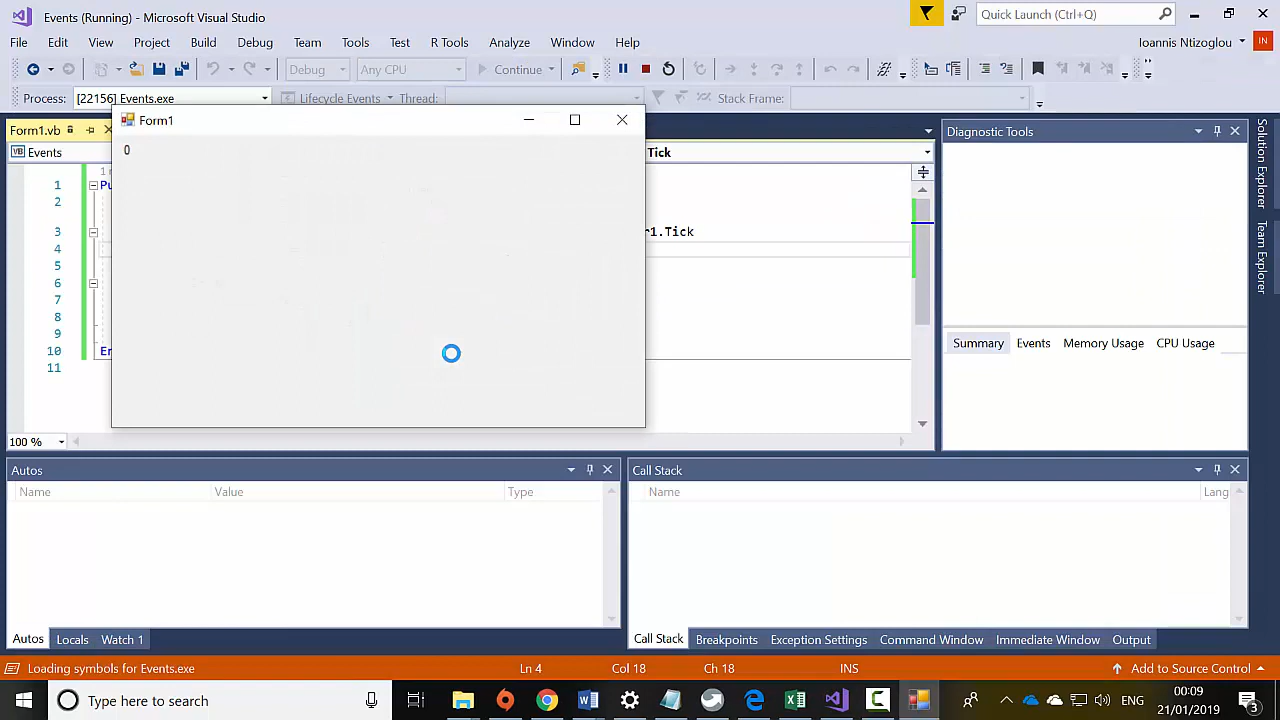 Events (Running) - Microsoft Visual Studio
Quick Launch (Ctrl+Q)
File Edit View Project Build Debug Team Tools Test R Tools Analyze Window Help
Ioannis Ntizoglou
IN
Debug
Any CPU
Continue
Process: [22156] Events.exe
Lifecycle Events
Thread:
Stack Frame:
Form1.vb
Form1
Diagnostic Tools
Events
Tick
0
1
2
3
4
5
6
7
8
9
10
11
r1.Tick
100 %
Summary Events Memory Usage CPU Usage
Solution Explorer
Team Explorer
Autos
Name Value Type
Call Stack
Name Lang
Autos Locals Watch 1
Call Stack Breakpoints Exception Settings Command Window Immediate Window Output
Loading symbols for Events.exe
Ln 4 Col 18 Ch 18 INS
Add to Source Control
Type here to search
ENG
00:09
21/01/2019
3